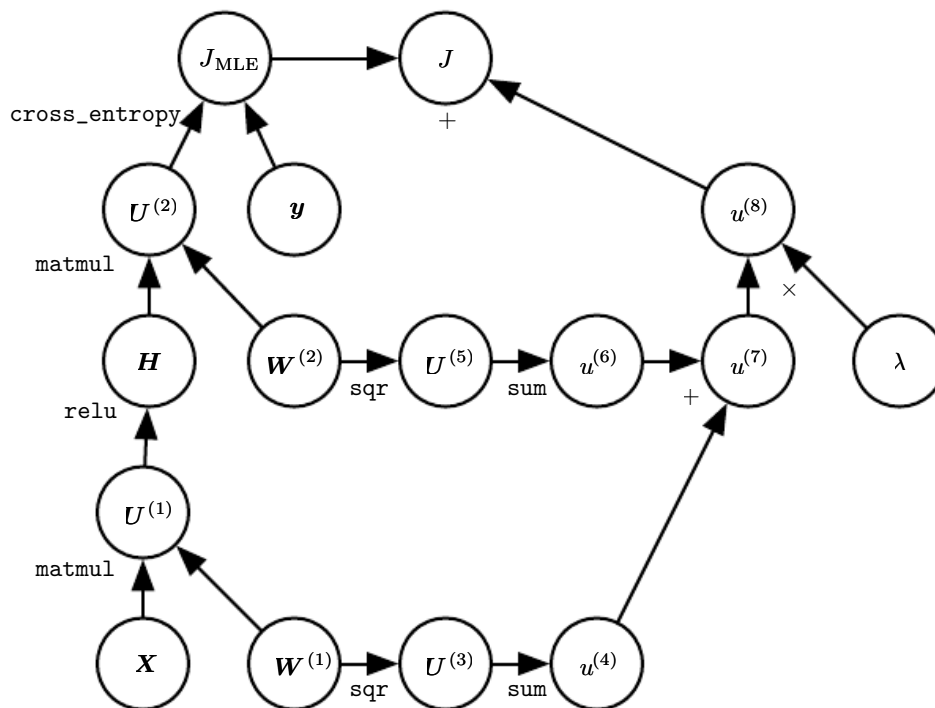 J_MLE J
cross_entropy +
U^(2) y u^(8)
matmul ×
H W^(2) U^(5) u^(6) u^(7) λ
relu sqr sum +
U^(1)
matmul
X W^(1) U^(3) u^(4)
sqr sum